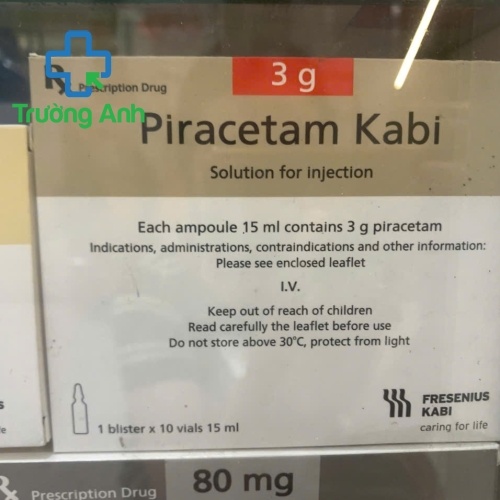 3 g
Rx Prescription Drug
Trường Anh
Piracetam Kabi
Solution for injection
Each ampoule 15 ml contains 3 g piracetam
Indications, administrations, contraindications and other information:
Please see enclosed leaflet
I.V.
Keep out of reach of children
Read carefully the leaflet before use
Do not store above 30°C, protect from light
FRESENIUS
KABI
caring for life
1 blister x 10 vials 15 ml
Rx Prescription Drug
80 mg